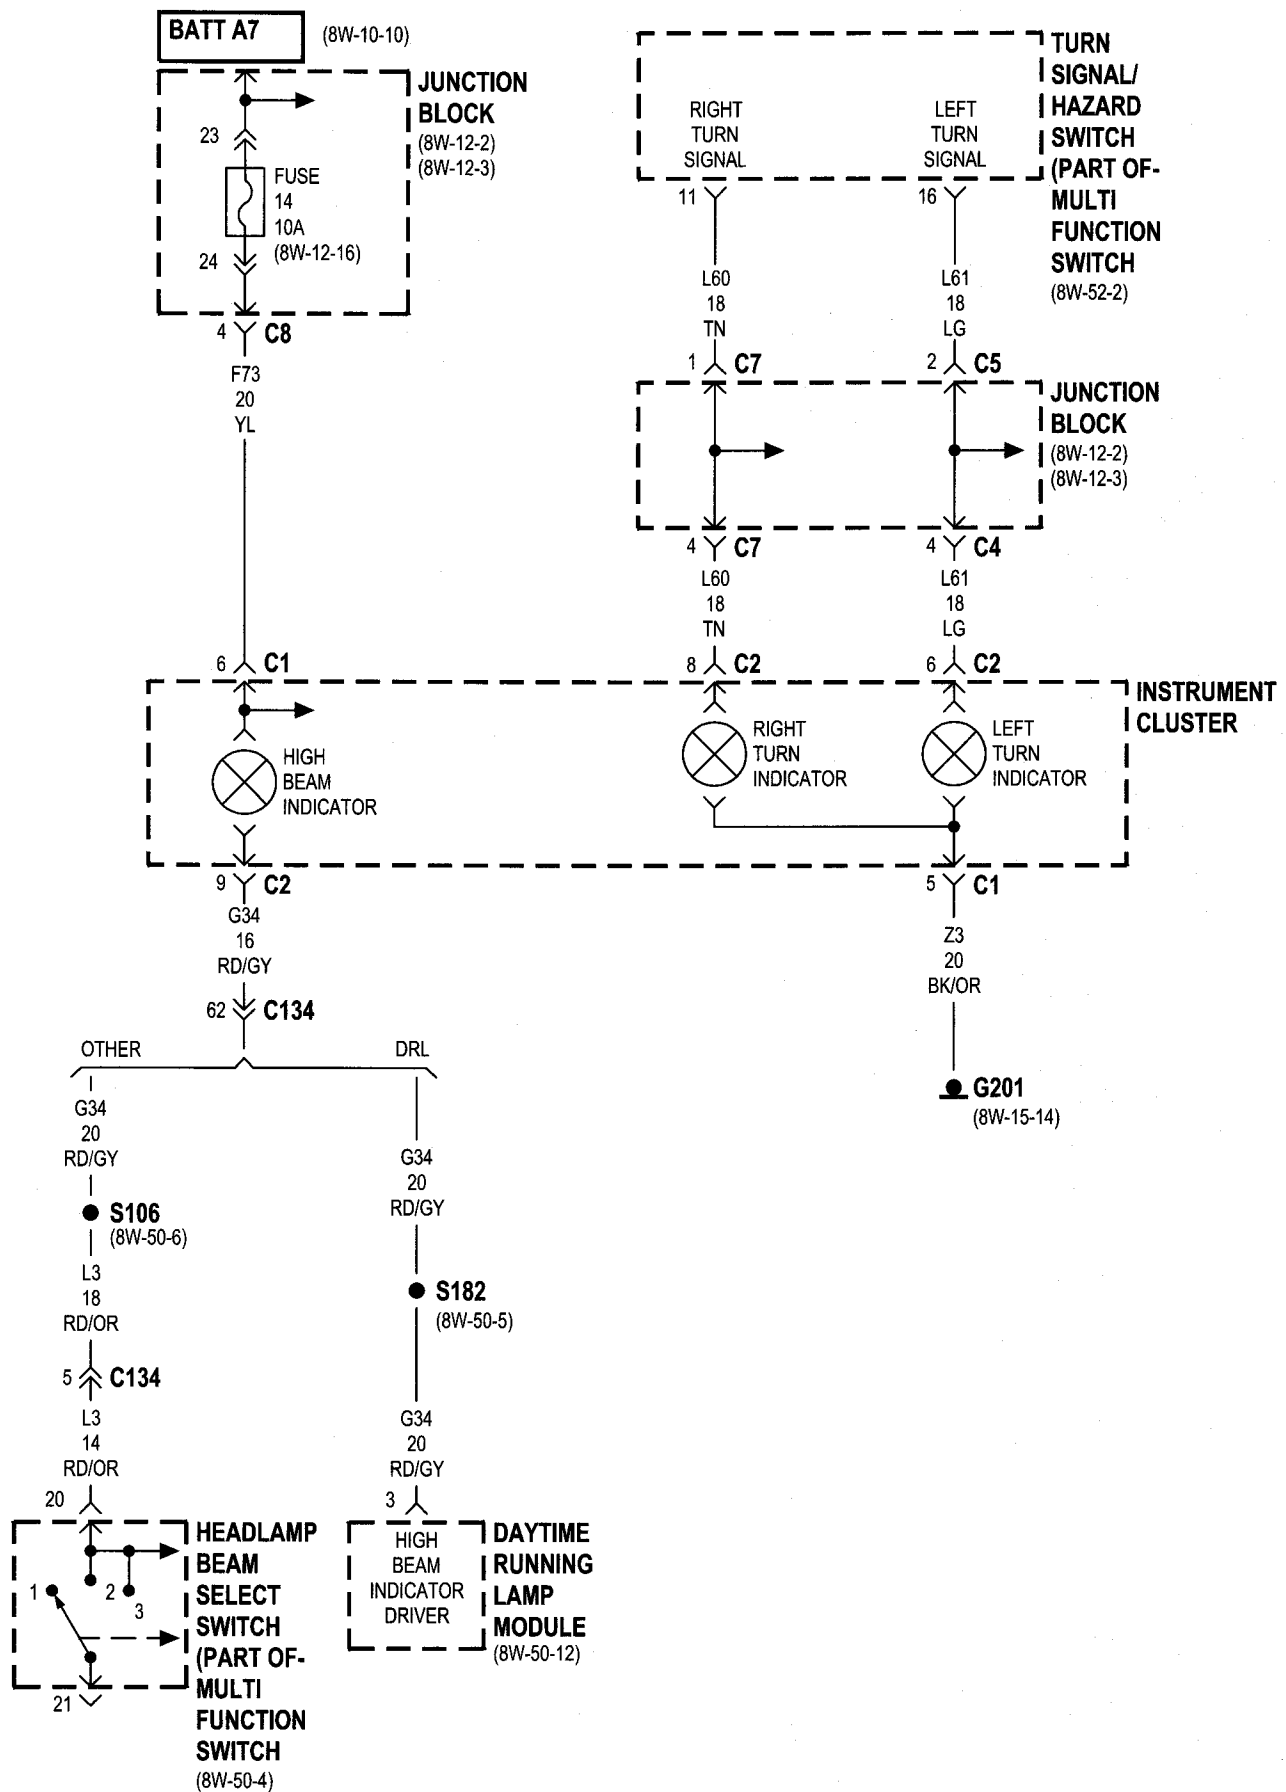 BATT A7
(8W-10-10)
JUNCTION
BLOCK
(8W-12-2)
(8W-12-3)
23
FUSE
14
10A
(8W-12-16)
24
4
C8
F73
20
YL
6
C1
TURN
SIGNAL/
HAZARD
SWITCH
(PART OF-
MULTI
FUNCTION
SWITCH
(8W-52-2)
RIGHT
TURN
SIGNAL
LEFT
TURN
SIGNAL
11
16
L60
18
TN
L61
18
LG
1
C7
2
C5
JUNCTION
BLOCK
(8W-12-2)
(8W-12-3)
4
C7
4
C4
L60
18
TN
L61
18
LG
8
C2
6
C2
INSTRUMENT
CLUSTER
HIGH
BEAM
INDICATOR
RIGHT
TURN
INDICATOR
LEFT
TURN
INDICATOR
9
C2
5
C1
G34
16
RD/GY
62
C134
Z3
20
BK/OR
G201
(8W-15-14)
OTHER
DRL
G34
20
RD/GY
S106
(8W-50-6)
L3
18
RD/OR
5
C134
L3
14
RD/OR
20
G34
20
RD/GY
S182
(8W-50-5)
G34
20
RD/GY
3
HEADLAMP
BEAM
SELECT
SWITCH
(PART OF-
MULTI
FUNCTION
SWITCH
(8W-50-4)
1
2
3
21
HIGH
BEAM
INDICATOR
DRIVER
DAYTIME
RUNNING
LAMP
MODULE
(8W-50-12)